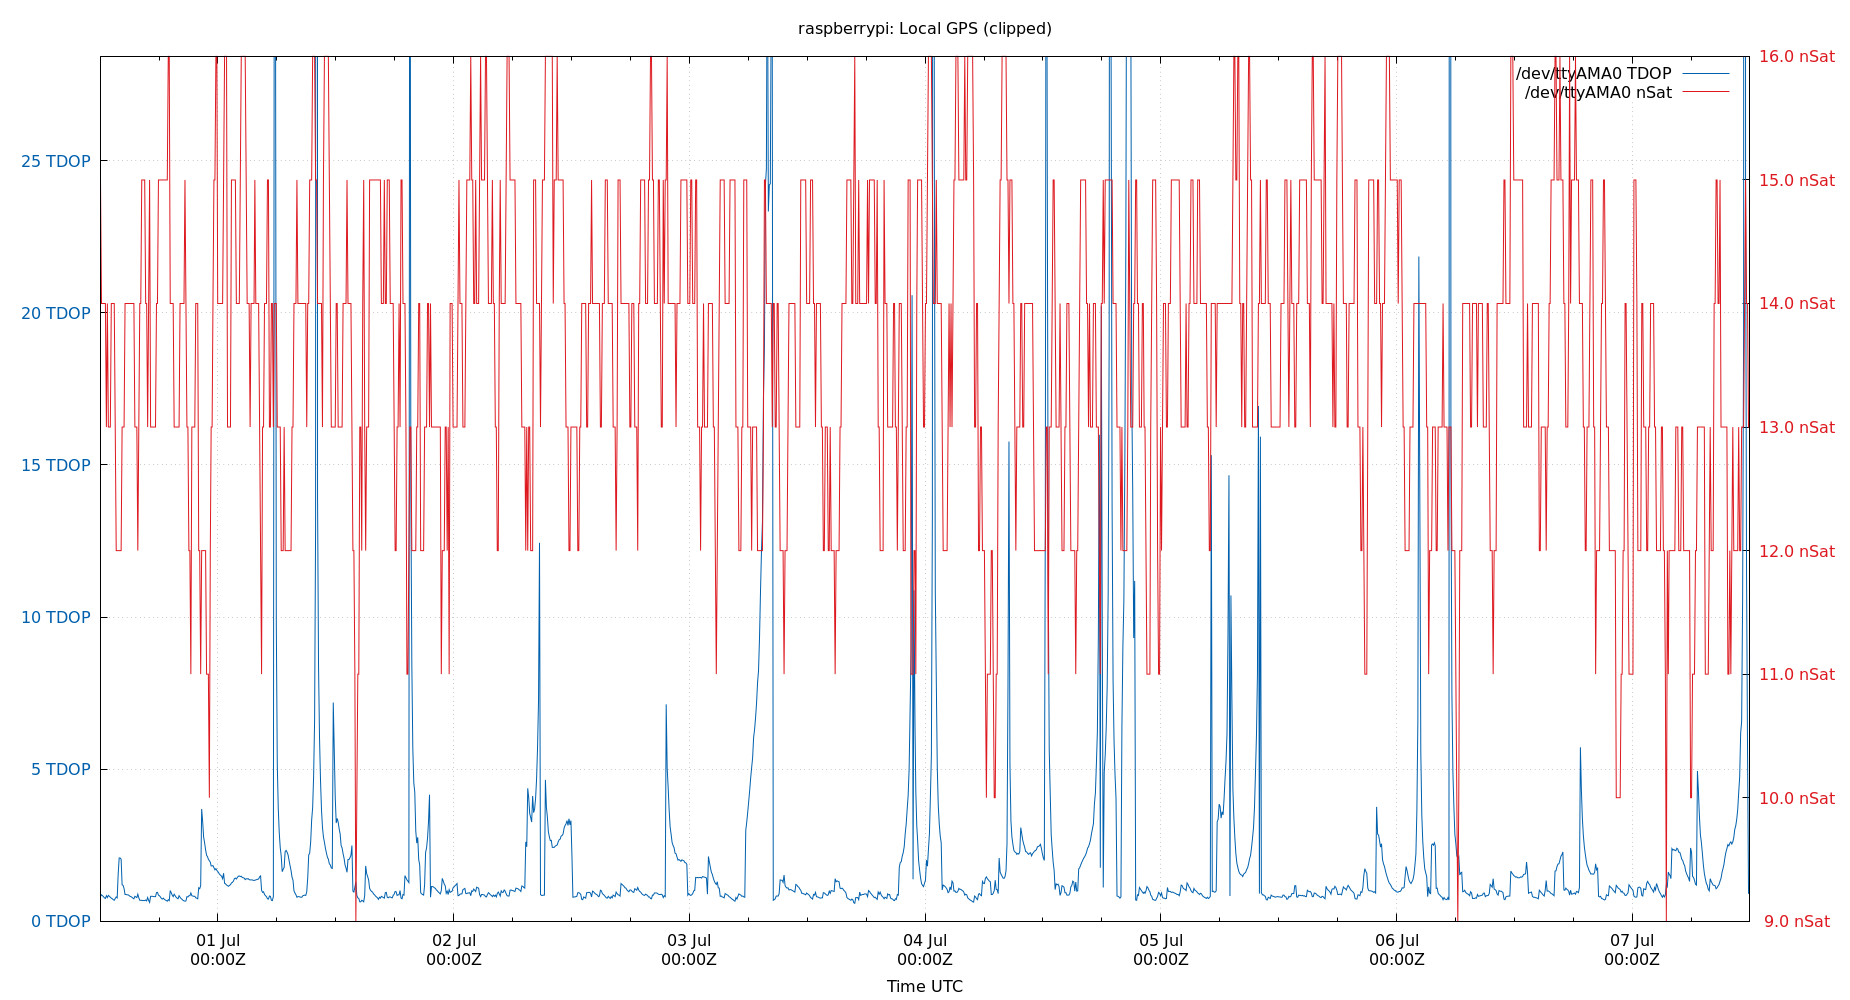 raspberrypi: Local GPS (clipped)
/dev/ttyAMA0 TDOP
/dev/ttyAMA0 nSat
25 TDOP
20 TDOP
15 TDOP
10 TDOP
5 TDOP
0 TDOP
16.0 nSat
15.0 nSat
14.0 nSat
13.0 nSat
12.0 nSat
11.0 nSat
10.0 nSat
9.0 nSat
01 Jul
00:00Z
02 Jul
00:00Z
03 Jul
00:00Z
04 Jul
00:00Z
05 Jul
00:00Z
06 Jul
00:00Z
07 Jul
00:00Z
Time UTC